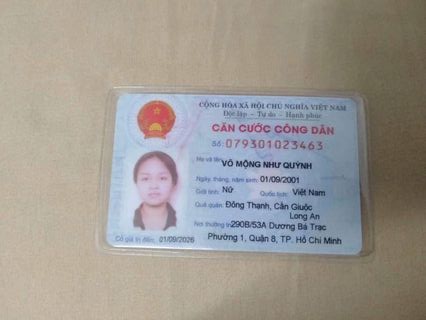 CỘNG HÒA XÃ HỘI CHỦ NGHĨA VIỆT NAM
Độc lập - Tự do - Hạnh phúc
CĂN CƯỚC CÔNG DÂN
Số: 079301023463
Họ và tên: VÕ MỘNG NHƯ QUỲNH
Ngày, tháng, năm sinh: 01/09/2001
Giới tính: Nữ Quốc tịch: Việt Nam
Quê quán: Đông Thạnh, Cần Giuộc
Long An
Nơi thường trú: 290B/53A Dương Bá Trạc
Phường 1, Quận 8, TP. Hồ Chí Minh
Có giá trị đến: 01/09/2026